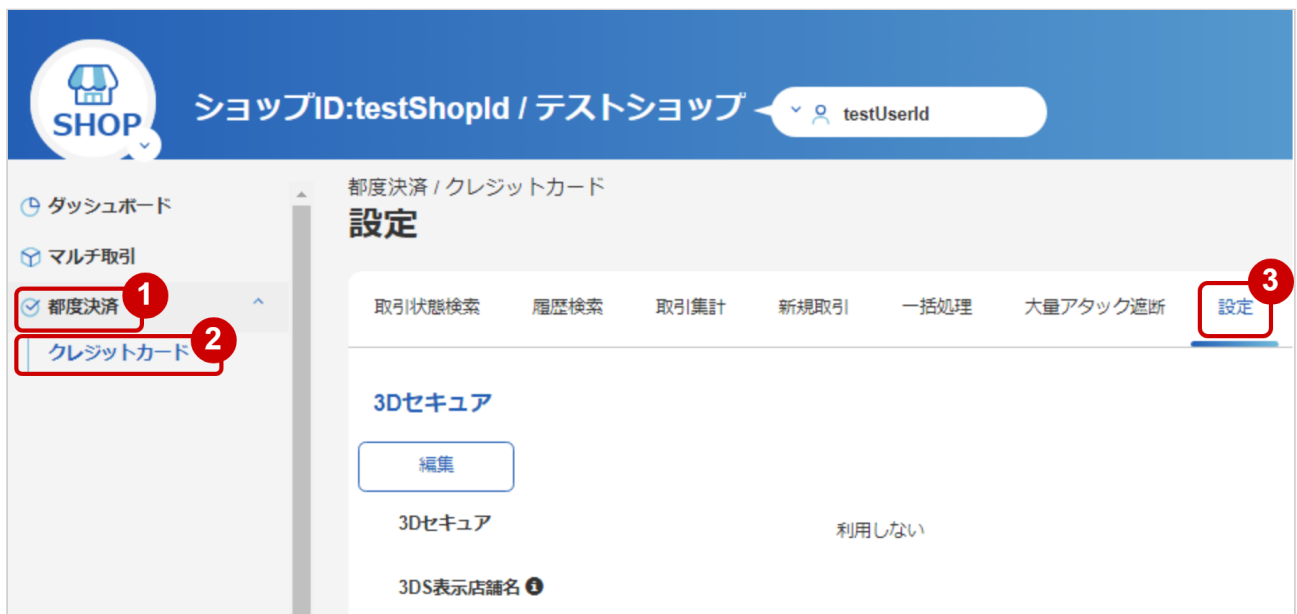 SHOP
ショップID:testShopId / テストショップ
testUserId
ダッシュボード
マルチ取引
都度決済
1
クレジットカード
2
都度決済 / クレジットカード
設定
取引状態検索 履歴検索 取引集計 新規取引 一括処理 大量アタック遮断 設定
3
3Dセキュア
編集
3Dセキュア 利用しない
3DS表示店舗名